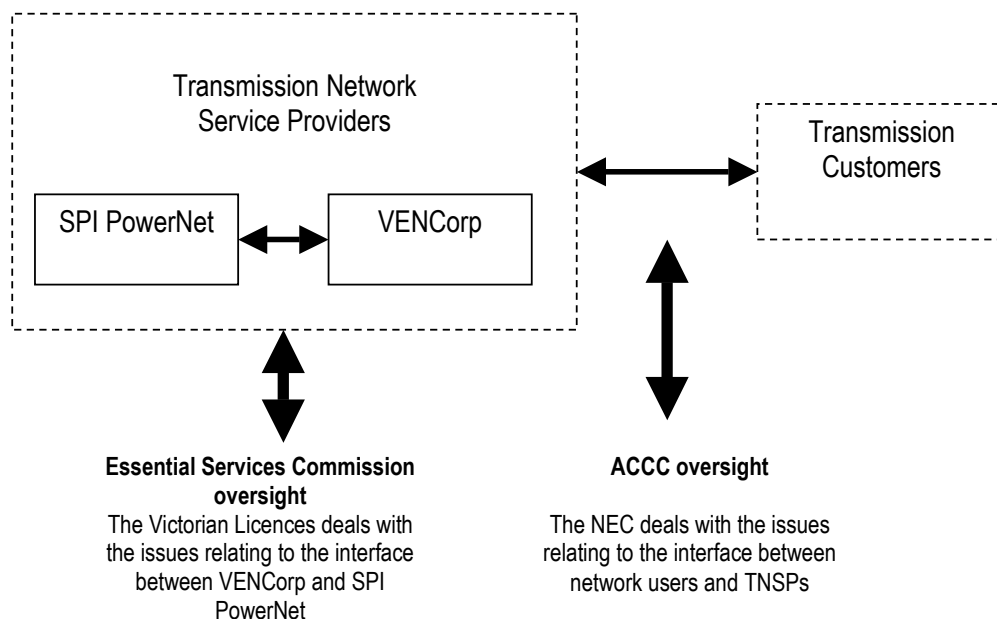 Transmission Network
Service Providers
Transmission
Customers
SPI PowerNet
VENCorp
Essential Services Commission
oversight
The Victorian Licences deals with
the issues relating to the interface
between VENCorp and SPI
PowerNet
ACCC oversight
The NEC deals with the issues
relating to the interface between
network users and TNSPs